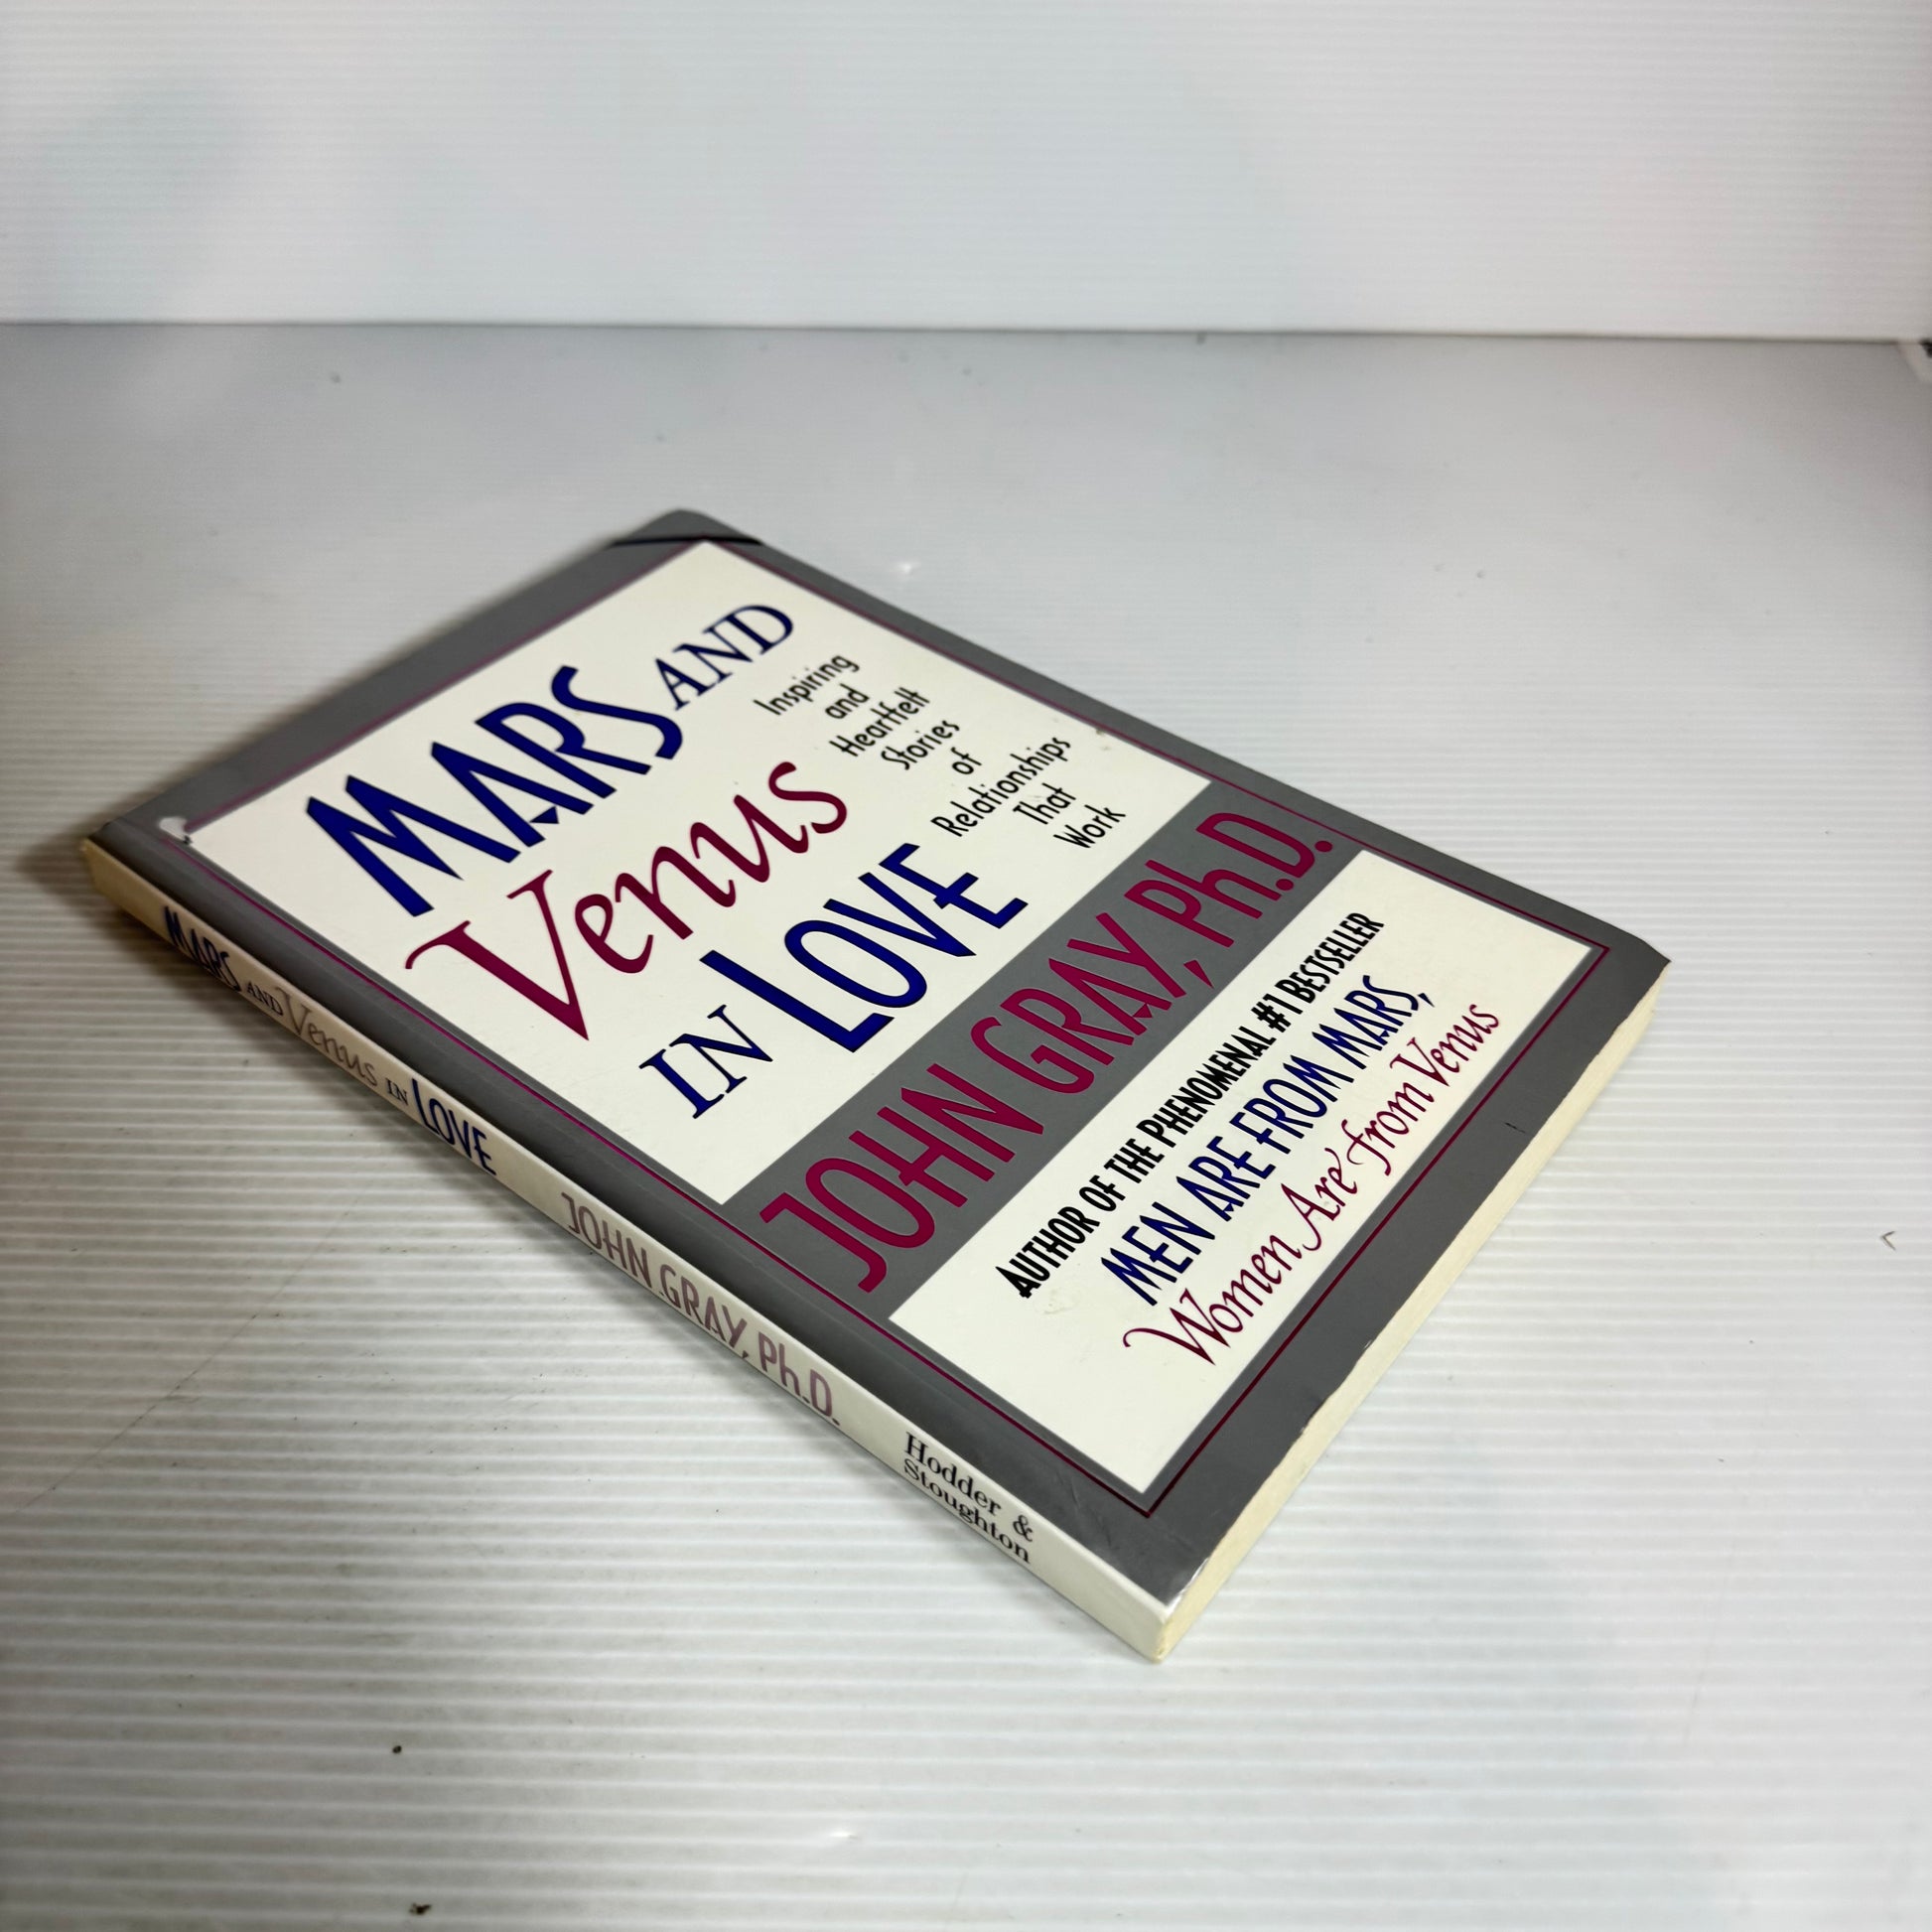 MARS AND
Venus
IN LOVE
Inspiring
and
Heartfelt
Stories
of
Relationships
That
Work
JOHN GRAY, Ph.D.
AUTHOR OF THE PHENOMENAL #1 BESTSELLER
MEN ARE FROM MARS,
Women Are from Venus
MARS AND Venus IN LOVE JOHN GRAY, Ph.D.
Hodder &
Stoughton